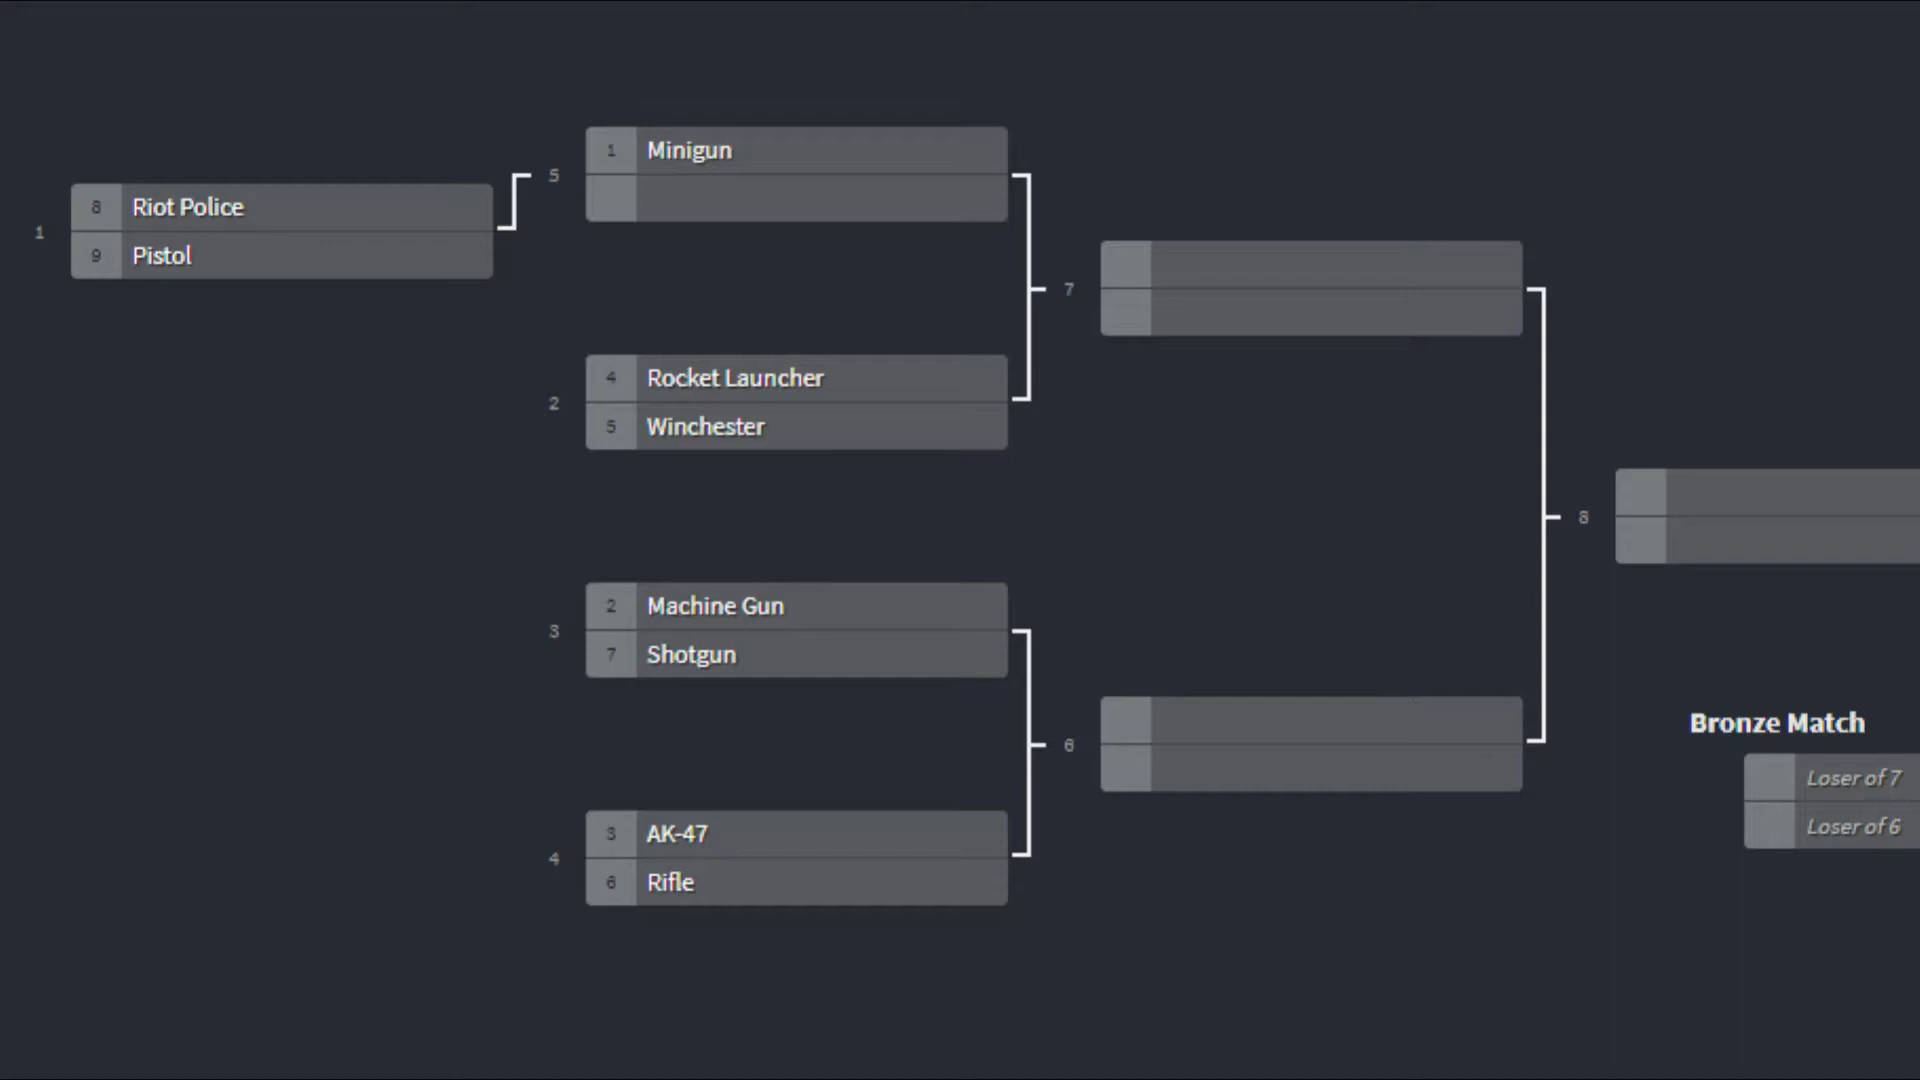 1
8 Riot Police
9 Pistol
5
1 Minigun
2
4 Rocket Launcher
5 Winchester
3
2 Machine Gun
7 Shotgun
4
3 AK-47
6 Rifle
7
6
8
Bronze Match
Loser of 7
Loser of 6